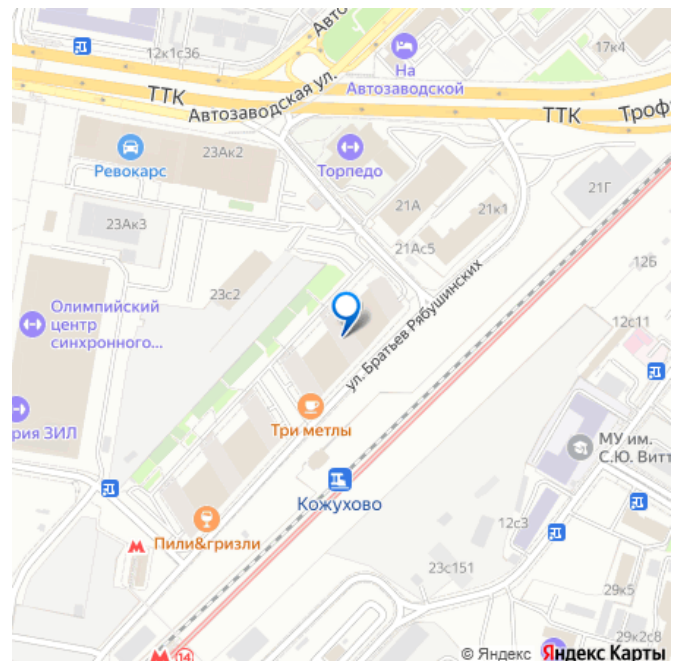 12к1с36
Авто
17к4
На
Автозаводской
ТТК
Автозаводская ул.
ТТК
Троф
23Ак2
Ревокарс
Торпедо
21Г
21А
21к1
23Ак3
21Ас5
12Б
23с2
Олимпийский
центр
синхронного...
ул. Братьев Рябушинских
12с11
Три метлы
рия ЗИЛ
МУ им.
С.Ю. Витт
Кожухово
12с3
Пили&гризли
23с151
29к5
29к2с8
14
© Яндекс Яндекс Карты